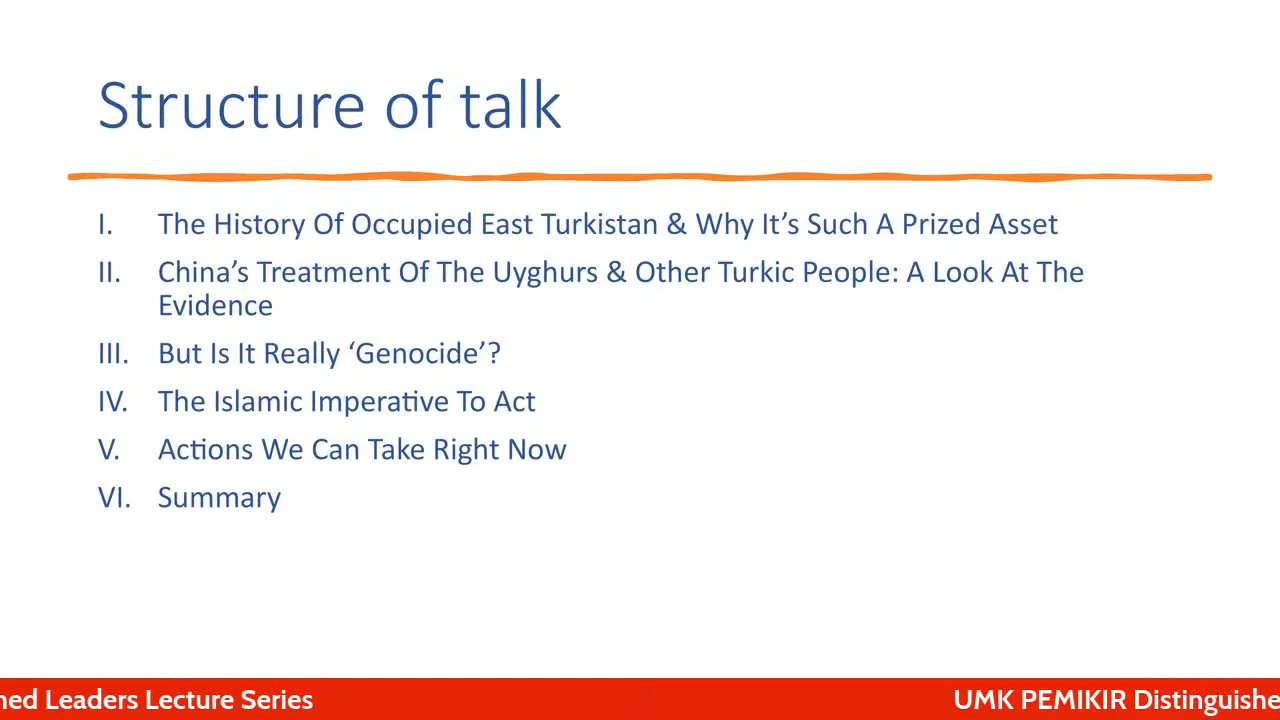 Structure of talk
I. The History Of Occupied East Turkistan & Why It’s Such A Prized Asset
II. China’s Treatment Of The Uyghurs & Other Turkic People: A Look At The
Evidence
III. But Is It Really ‘Genocide’?
IV. The Islamic Imperative To Act
V. Actions We Can Take Right Now
VI. Summary
hed Leaders Lecture Series UMK PEMIKIR Distinguishe